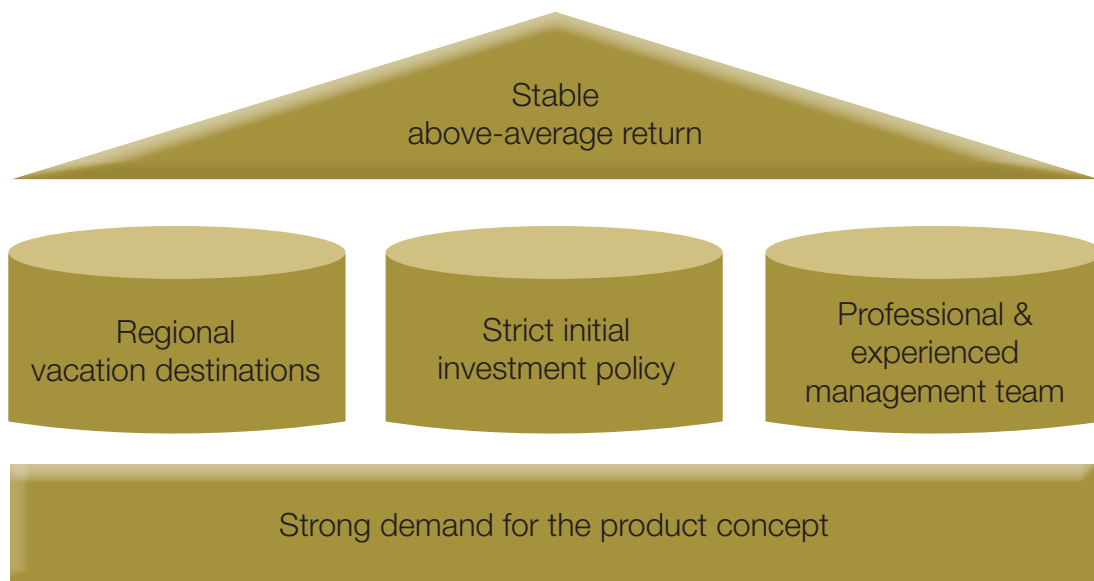 Stable
above-average return
Regional
vacation destinations
Strict initial
investment policy
Professional &
experienced
management team
Strong demand for the product concept